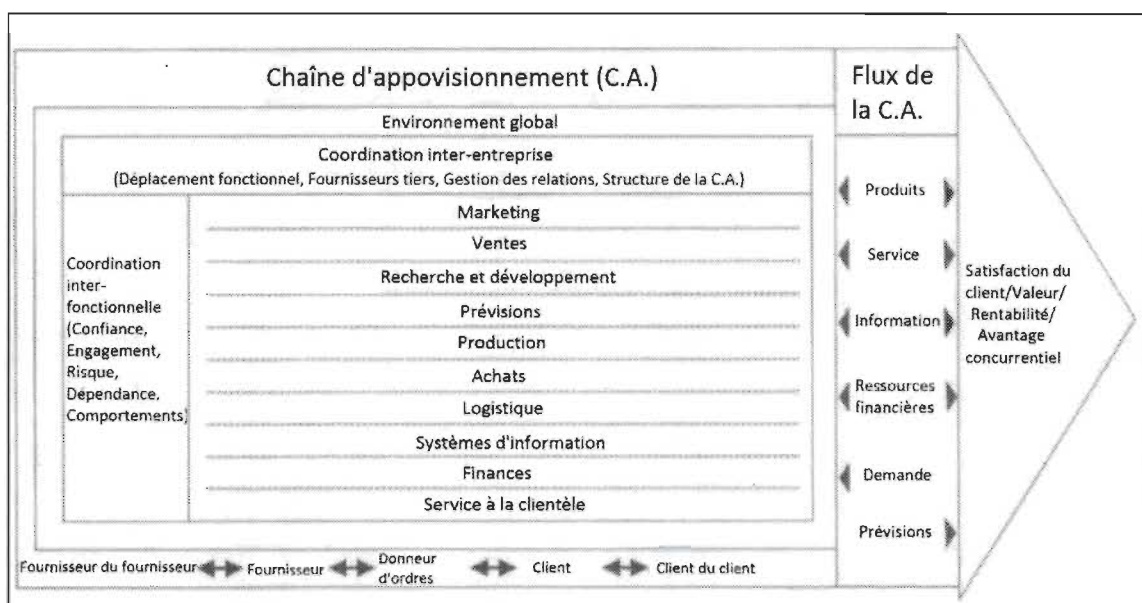 Chaîne d'appovisionnement (C.A.)
Flux de
la C.A.
Environnement global
Coordination inter-entreprise
(Déplacement fonctionnel, Fournisseurs tiers, Gestion des relations, Structure de la C.A.)
Coordination
inter-
fonctionnelle
(Confiance,
Engagement,
Risque,
Dépendance,
Comportements)
Marketing
Ventes
Recherche et développement
Prévisions
Production
Achats
Logistique
Systèmes d'information
Finances
Service à la clientèle
Produits
Service
Information
Ressources
financières
Demande
Prévisions
Satisfaction du
client/Valeur/
Rentabilité/
Avantage
concurrentiel
Fournisseur du fournisseur
Fournisseur
Donneur
d'ordres
Client
Client du client